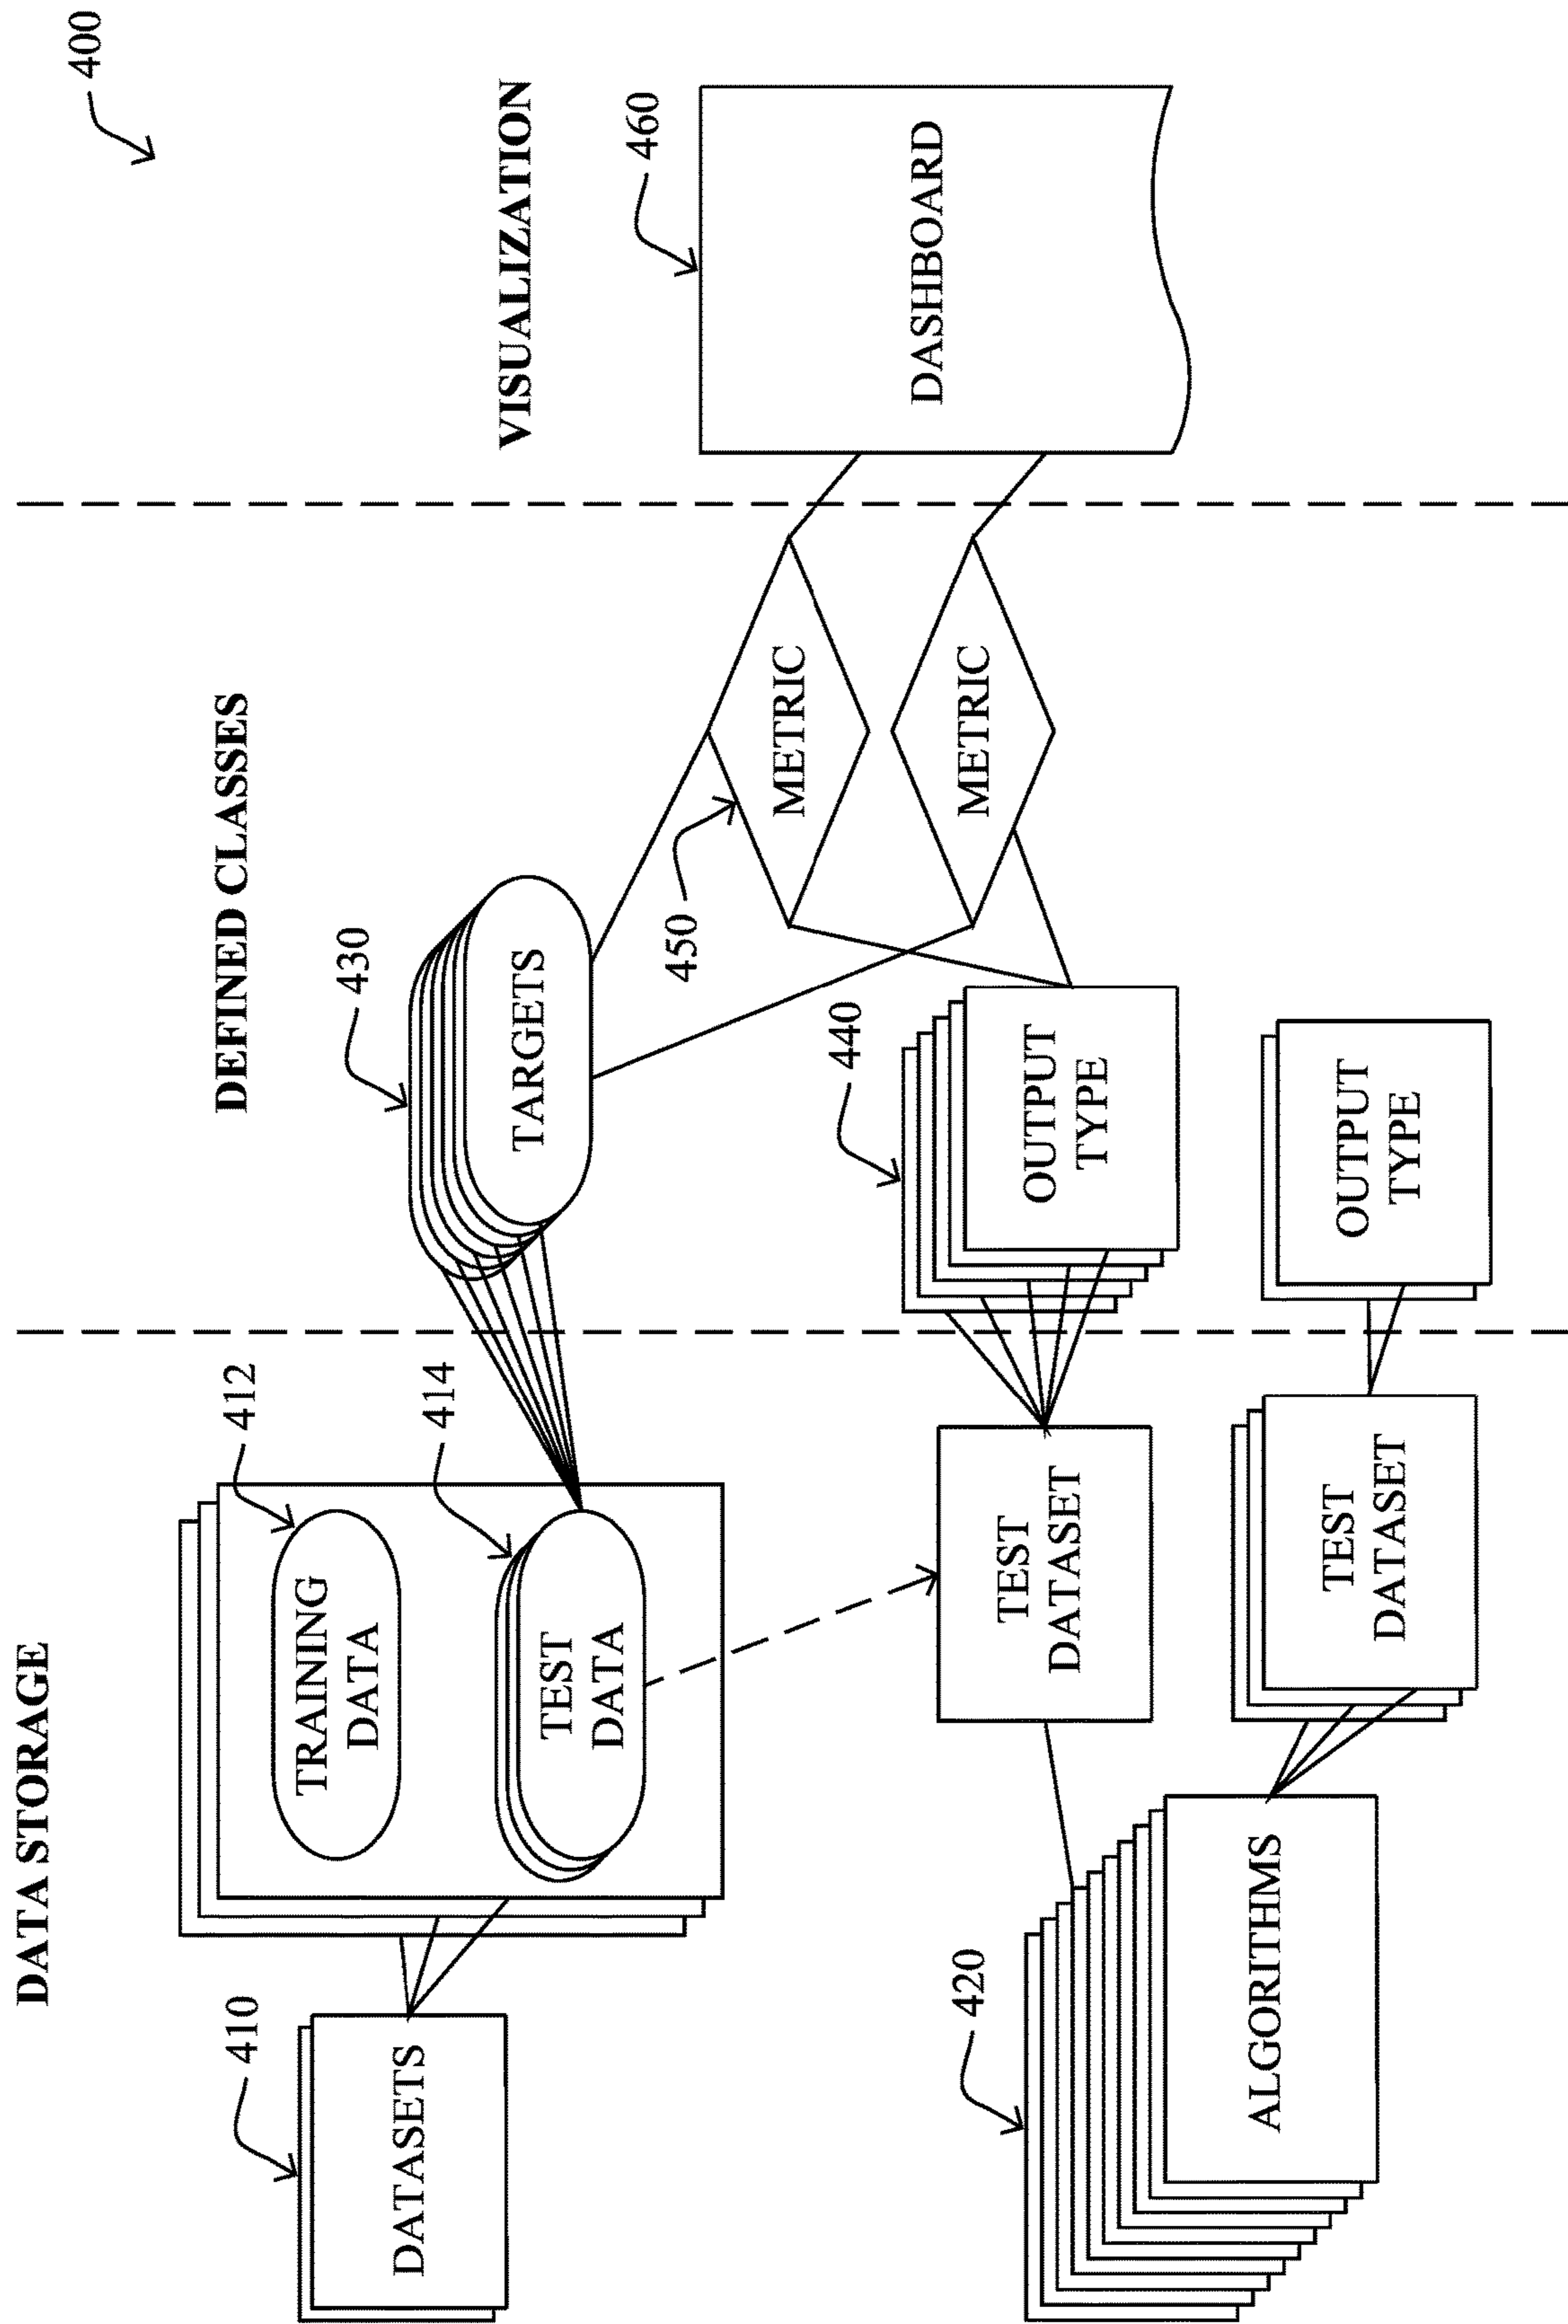 400
DATA STORAGE
DEFINED CLASSES
VISUALIZATION
410
DATASETS
412
TRAINING
DATA
414
TEST
DATA
430
TARGETS
450
METRIC
METRIC
460
DASHBOARD
420
ALGORITHMS
TEST
DATASET
TEST
DATASET
440
OUTPUT
TYPE
OUTPUT
TYPE